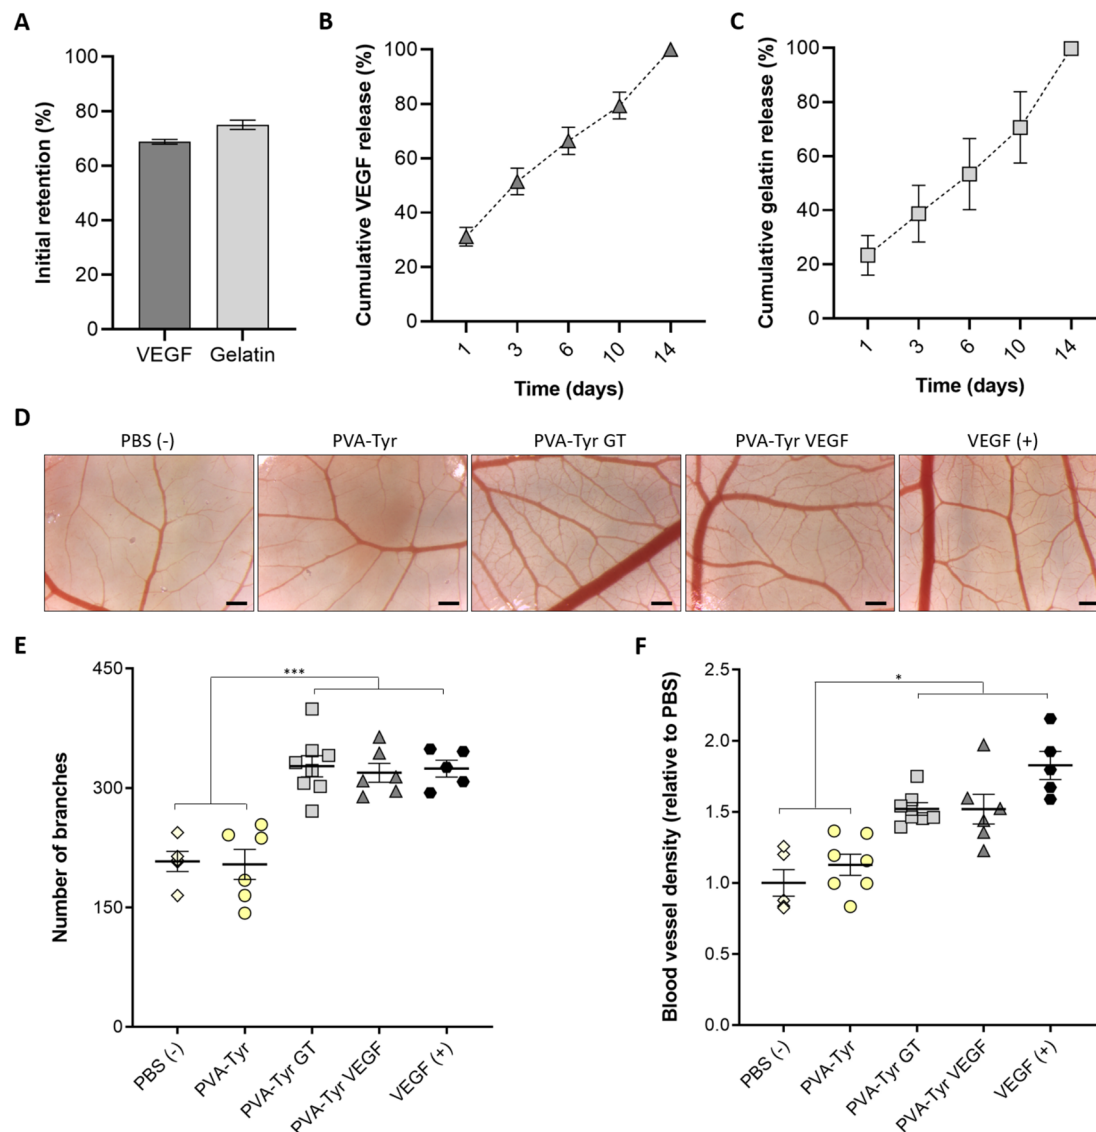 A
Initial retention (%)
100
80
60
40
20
0
VEGF
Gelatin
B
Cumulative VEGF release (%)
100
80
60
40
20
0
1
3
6
10
14
Time (days)
C
Cumulative gelatin release (%)
100
80
60
40
20
0
1
3
6
10
14
Time (days)
D
PBS (-)
PVA-Tyr
PVA-Tyr GT
PVA-Tyr VEGF
VEGF (+)
E
Number of branches
450
300
150
0
***
PBS (-)
PVA-Tyr
PVA-Tyr GT
PVA-Tyr VEGF
VEGF (+)
F
Blood vessel density (relative to PBS)
2.5
2.0
1.5
1.0
0.5
0.0
*
PBS (-)
PVA-Tyr
PVA-Tyr GT
PVA-Tyr VEGF
VEGF (+)